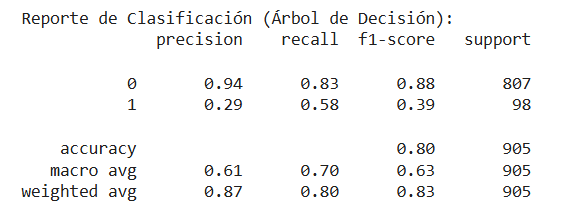 Reporte de Clasificación (Árbol de Decisión):
precision recall f1-score support
0 0.94 0.83 0.88 807
1 0.29 0.58 0.39 98
accuracy 0.80 905
macro avg 0.61 0.70 0.63 905
weighted avg 0.87 0.80 0.83 905